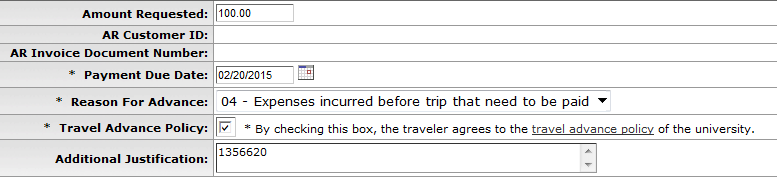 Amount Requested: 100.00
AR Customer ID:
AR Invoice Document Number:
* Payment Due Date: 02/20/2015
* Reason For Advance: 04 - Expenses incurred before trip that need to be paid
* Travel Advance Policy: * By checking this box, the traveler agrees to the travel advance policy of the university.
Additional Justification: 1356620